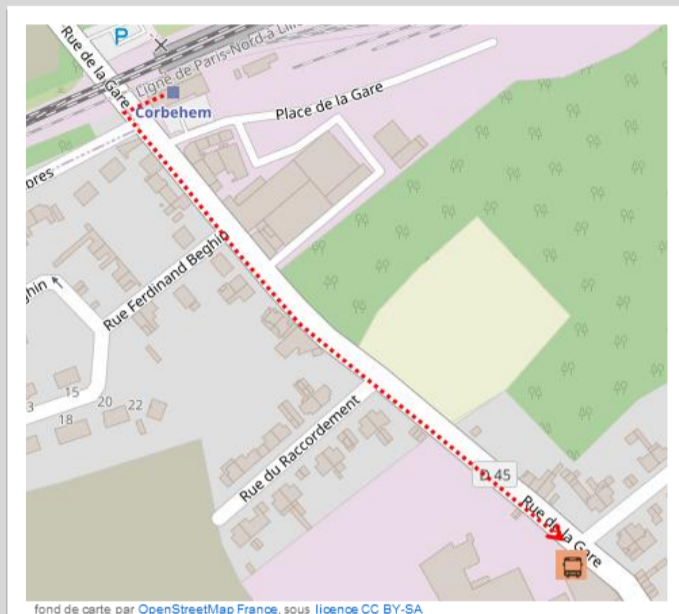 P
Rue de la Gare
Ligne de Paris-Nord à Lill
Corbehem
Place de la Gare
bres
Rue Ferdinand Beghin
ghin
15
20
22
18
3
Rue du Raccordement
D 45
Rue de la Gare
fond de carte par OpenStreetMap France, sous licence CC BY-SA